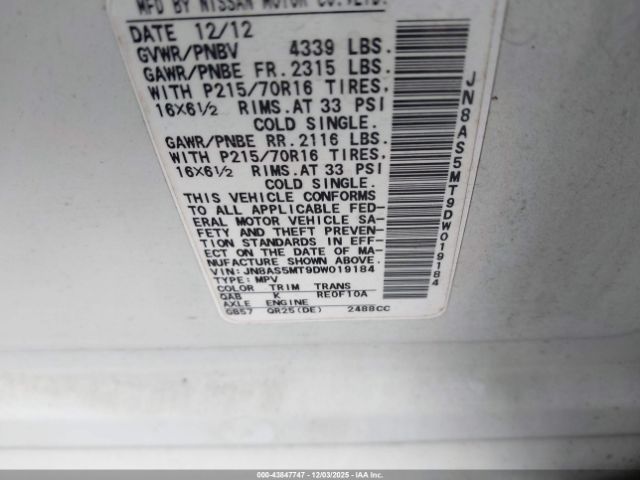 MFD BY NISSAN MOTOR CO.,LTD.
DATE 12/12
GVWR/PNBV 4339 LBS.
GAWR/PNBE FR. 2315 LBS.
WITH P215/70R16 TIRES,
16X6½ RIMS. AT 33 PSI
COLD SINGLE.
GAWR/PNBE RR. 2116 LBS.
WITH P215/70R16 TIRES,
16X6½ RIMS. AT 33 PSI
COLD SINGLE.
THIS VEHICLE CONFORMS
TO ALL APPLICABLE FED-
ERAL MOTOR VEHICLE SA-
FETY AND THEFT PREVEN-
TION STANDARDS IN EFF-
ECT ON THE DATE OF MA-
NUFACTURE SHOWN ABOVE.
VIN: JN8AS5MT9DW019184
TYPE: MPV
COLOR TRIM TRANS
QAB K RE0F10A
AXLE ENGINE
GB57 QR25(DE) 2488CC
JN8AS5MT9DW019184
000-43847747 - 12/03/2025 - IAAI.CA